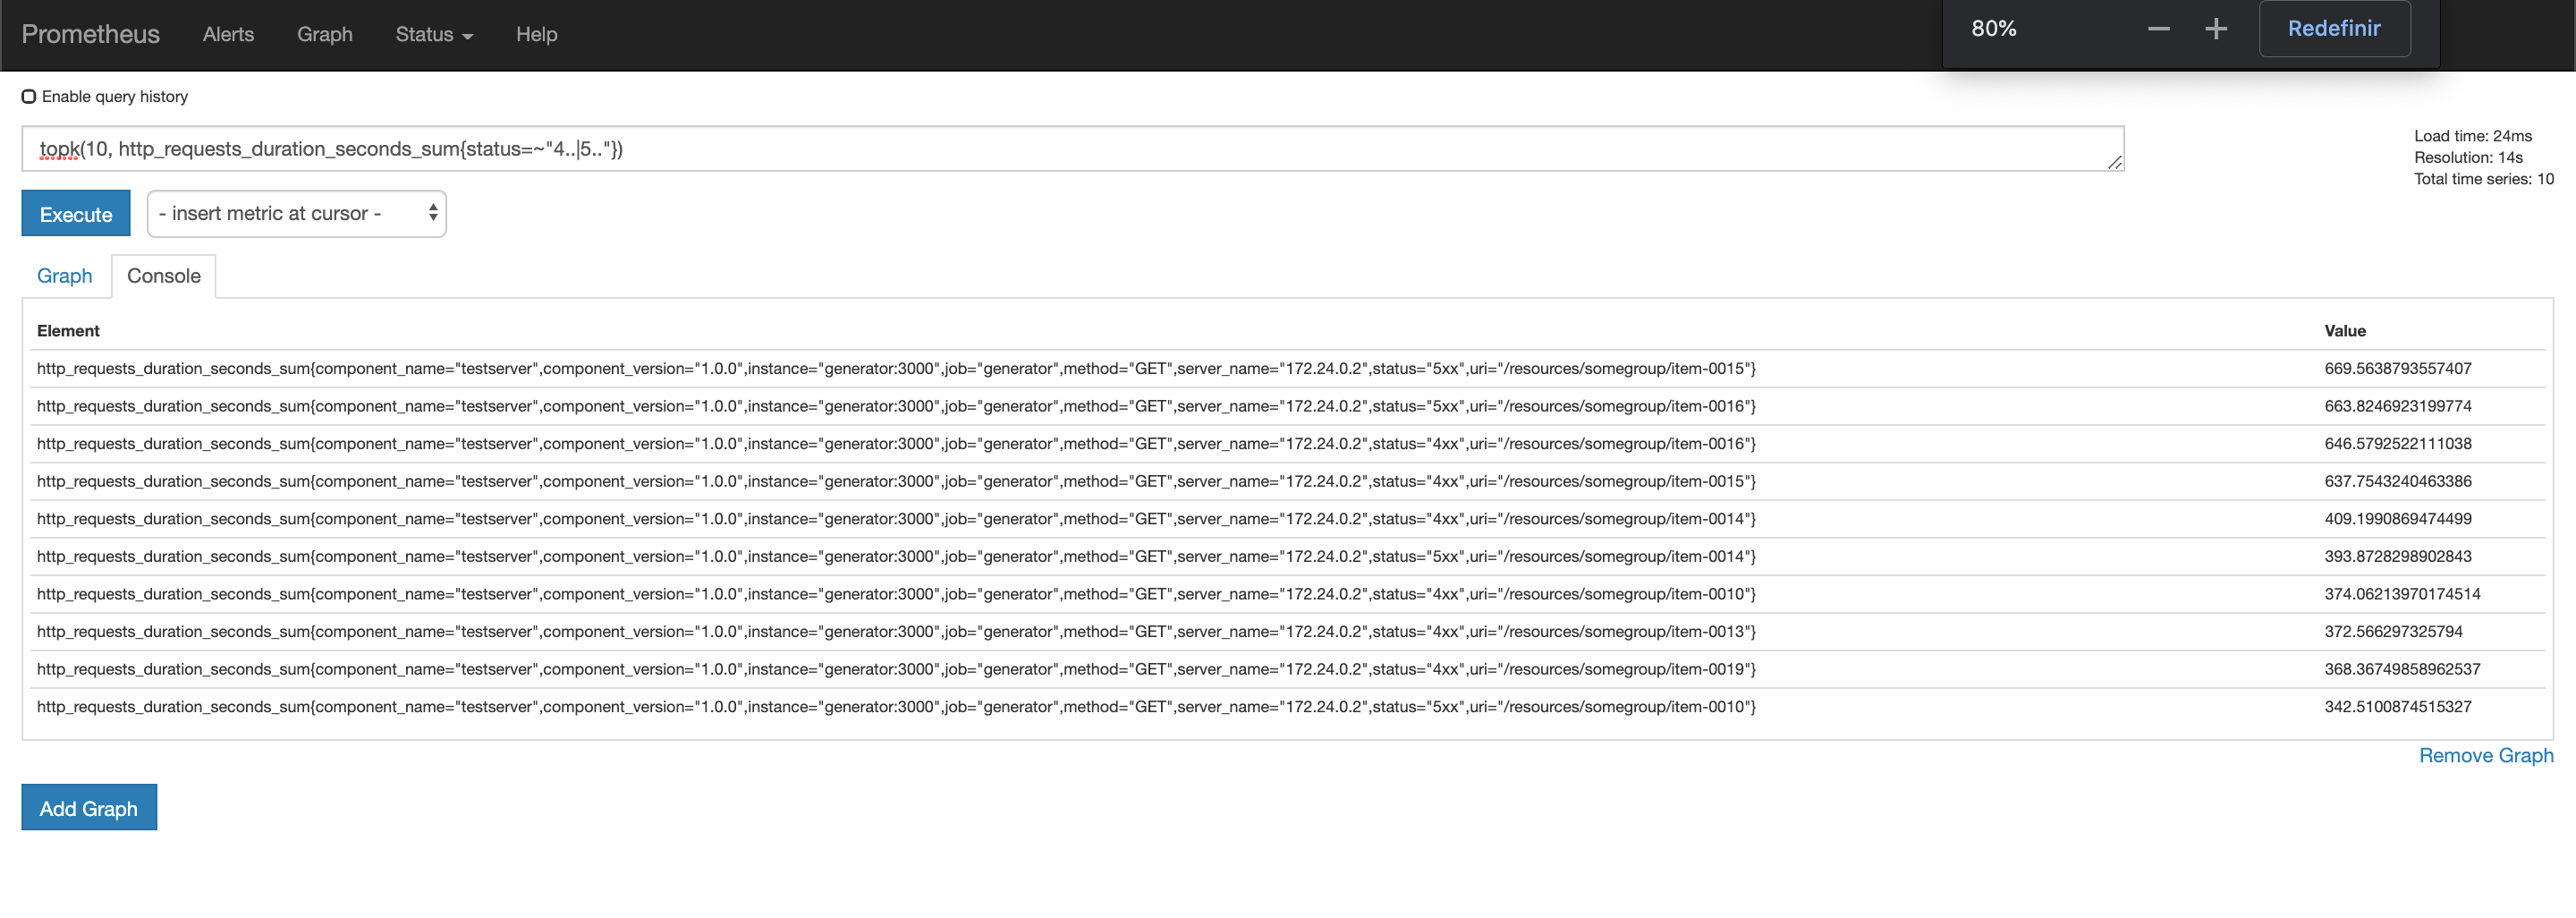 Prometheus Alerts Graph Status Help
80% Redefinir
Enable query history
topk(10, http_requests_duration_seconds_sum{status=~"4..|5.."})
Load time: 24ms
Resolution: 14s
Total time series: 10
Execute - insert metric at cursor -
Graph Console
Element Value
http_requests_duration_seconds_sum{component_name="testserver",component_version="1.0.0",instance="generator:3000",job="generator",method="GET",server_name="172.24.0.2",status="5xx",uri="/resources/somegroup/item-0015"} 669.5638793557407
http_requests_duration_seconds_sum{component_name="testserver",component_version="1.0.0",instance="generator:3000",job="generator",method="GET",server_name="172.24.0.2",status="5xx",uri="/resources/somegroup/item-0016"} 663.8246923199774
http_requests_duration_seconds_sum{component_name="testserver",component_version="1.0.0",instance="generator:3000",job="generator",method="GET",server_name="172.24.0.2",status="4xx",uri="/resources/somegroup/item-0016"} 646.5792522111038
http_requests_duration_seconds_sum{component_name="testserver",component_version="1.0.0",instance="generator:3000",job="generator",method="GET",server_name="172.24.0.2",status="4xx",uri="/resources/somegroup/item-0015"} 637.7543240463386
http_requests_duration_seconds_sum{component_name="testserver",component_version="1.0.0",instance="generator:3000",job="generator",method="GET",server_name="172.24.0.2",status="4xx",uri="/resources/somegroup/item-0014"} 409.1990869474499
http_requests_duration_seconds_sum{component_name="testserver",component_version="1.0.0",instance="generator:3000",job="generator",method="GET",server_name="172.24.0.2",status="5xx",uri="/resources/somegroup/item-0014"} 393.8728298902843
http_requests_duration_seconds_sum{component_name="testserver",component_version="1.0.0",instance="generator:3000",job="generator",method="GET",server_name="172.24.0.2",status="4xx",uri="/resources/somegroup/item-0010"} 374.06213970174514
http_requests_duration_seconds_sum{component_name="testserver",component_version="1.0.0",instance="generator:3000",job="generator",method="GET",server_name="172.24.0.2",status="4xx",uri="/resources/somegroup/item-0013"} 372.566297325794
http_requests_duration_seconds_sum{component_name="testserver",component_version="1.0.0",instance="generator:3000",job="generator",method="GET",server_name="172.24.0.2",status="4xx",uri="/resources/somegroup/item-0019"} 368.36749858962537
http_requests_duration_seconds_sum{component_name="testserver",component_version="1.0.0",instance="generator:3000",job="generator",method="GET",server_name="172.24.0.2",status="5xx",uri="/resources/somegroup/item-0010"} 342.5100874515327
Remove Graph
Add Graph